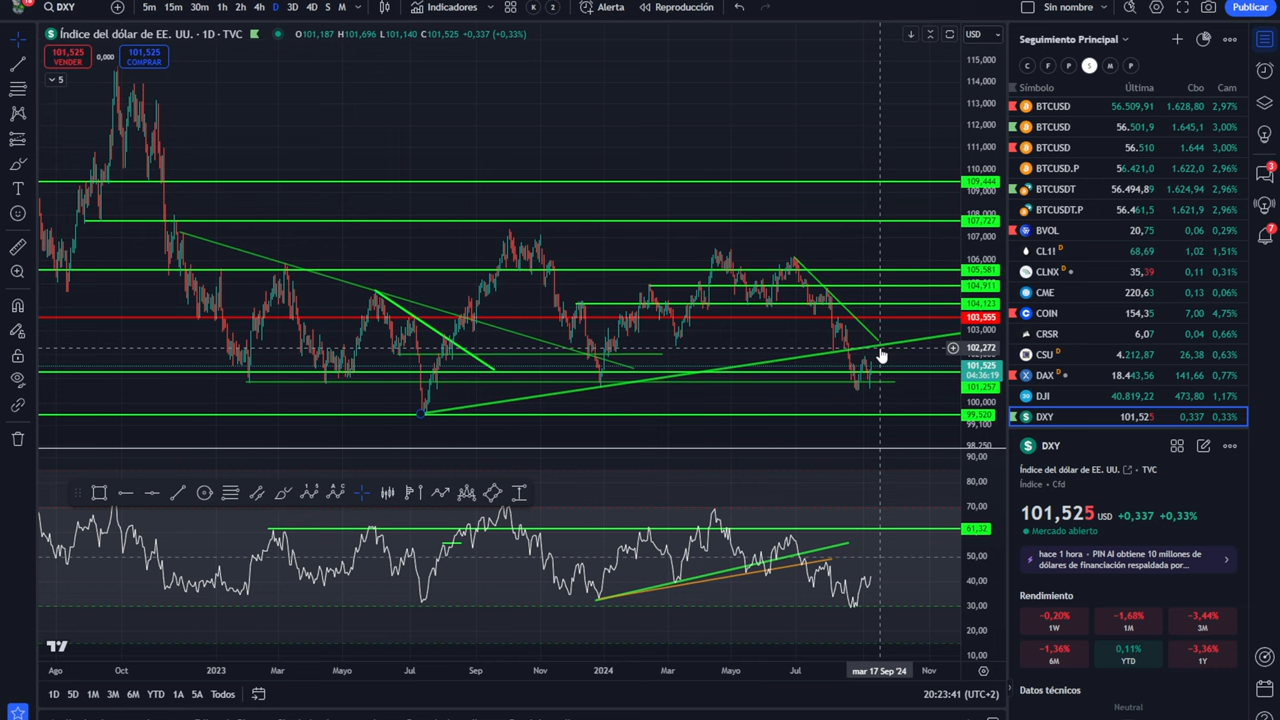 DXY 5m 15m 30m 1h 2h 4h D 3D 4D S M Indicadores K 2 Alerta Reproducción Sin nombre Publicar
Índice del dólar de EE. UU. · 1D · TVC O101,187 H101,696 L101,140 C101,525 +0,337 (+0,33%)
USD
101,525
VENDER
0,000
101,525
COMPRAR
5
115,000
114,000
113,000
112,000
111,000
110,000
109,444
108,000
107,727
107,000
106,000
105,581
104,911
104,123
103,555
103,000
102,272
101,525
04:36:19
101,257
100,000
99,520
99,100
98,250
90,00
80,00
70,00
61,32
50,00
40,00
30,00
20,00
10,00
Ago Oct 2023 Mar Mayo Jul Sep Nov 2024 Mar Mayo Jul mar 17 Sep '24 Nov
1D 5D 1M 3M 6M YTD 1A 5A Todos
20:23:41 (UTC+2)
Seguimiento Principal
C F P S M P
Símbolo Última Cbo Cam
BTCUSD 56.509,91 1.628,80 2,97%
BTCUSD 56.501,9 1.645,1 3,00%
BTCUSD 56.510 1.644 3,00%
BTCUSD.P 56.421,0 1.622,0 2,96%
BTCUSDT 56.494,89 1.624,94 2,96%
BTCUSDT.P 56.461,5 1.621,9 2,96%
BVOL 20,75 0,06 0,29%
CL1! D 68,69 1,02 1,51%
CLNX D 35,39 0,11 0,31%
CME 220,63 0,13 0,06%
COIN 154,35 7,00 4,75%
CRSR 6,07 0,04 0,66%
CSU D 4.212,87 26,38 0,63%
DAX D 18.443,56 141,66 0,77%
DJI 40.819,22 473,80 1,17%
DXY 101,525 0,337 0,33%
DXY
Índice del dólar de EE. UU. · TVC
Índice · Cfd
101,525 USD +0,337 +0,33%
Mercado abierto
hace 1 hora · PIN AI obtiene 10 millones de
dólares de financiación respaldada por...
Rendimiento
−0,20% −1,68% −3,44%
1W 1M 3M
−1,36% 0,11% −3,36%
6M YTD 1Y
Datos técnicos
Neutral
3
7